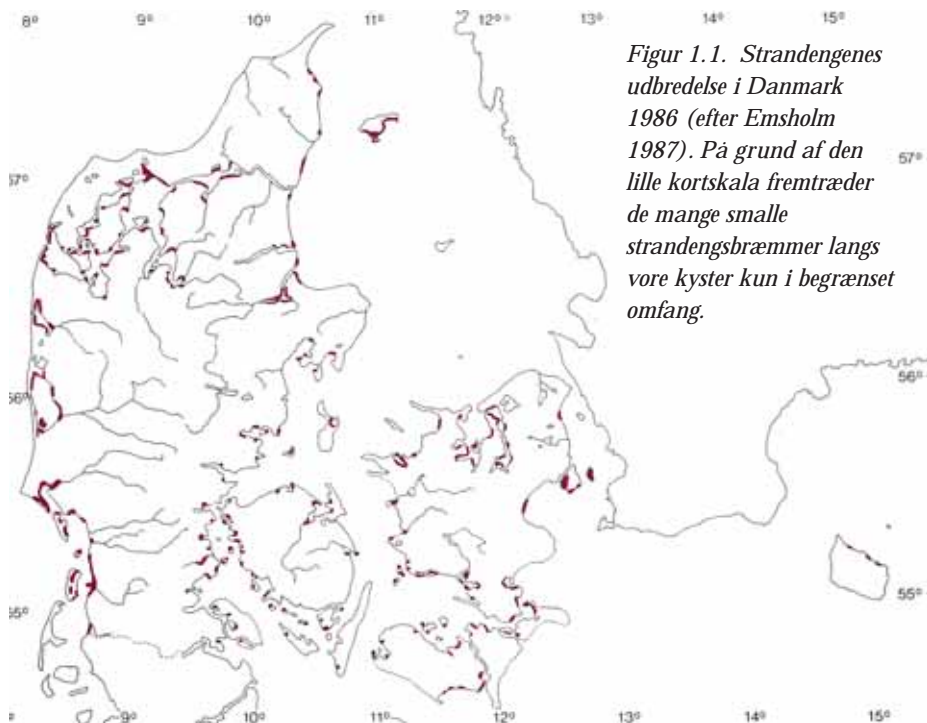 8° 9° 10° 11° 12° 13° 14° 15°
Figur 1.1. Strandengenes
udbredelse i Danmark
1986 (efter Emsholm
1987). På grund af den
lille kortskala fremtræder
de mange smalle
strandengsbræmmer langs
vore kyster kun i begrænset
omfang.
57° 57°
56° 56°
55° 55°
8° 9° 10° 11° 12° 13° 14° 15°